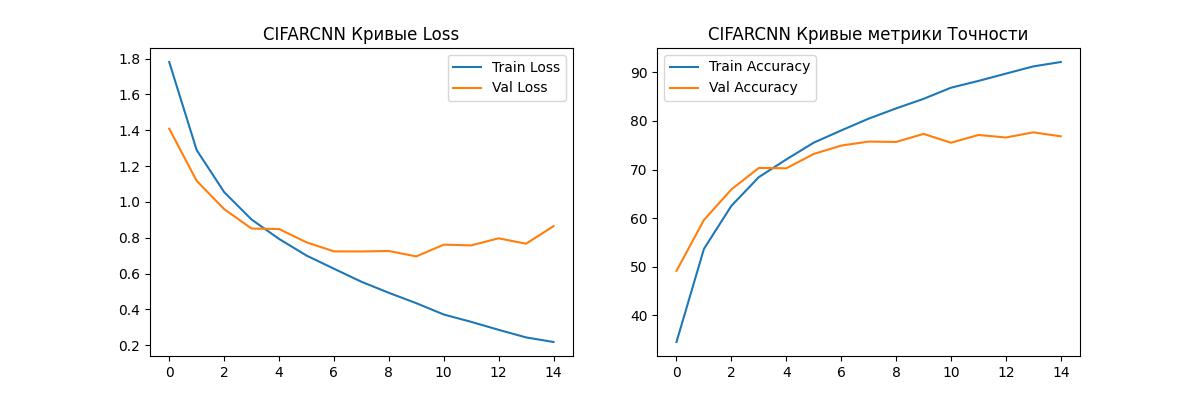 CIFARCNN Кривые Loss
1.8
1.6
1.4
1.2
1.0
0.8
0.6
0.4
0.2
Train Loss
Val Loss
0 2 4 6 8 10 12 14
CIFARCNN Кривые метрики Точности
90
80
70
60
50
40
Train Accuracy
Val Accuracy
0 2 4 6 8 10 12 14